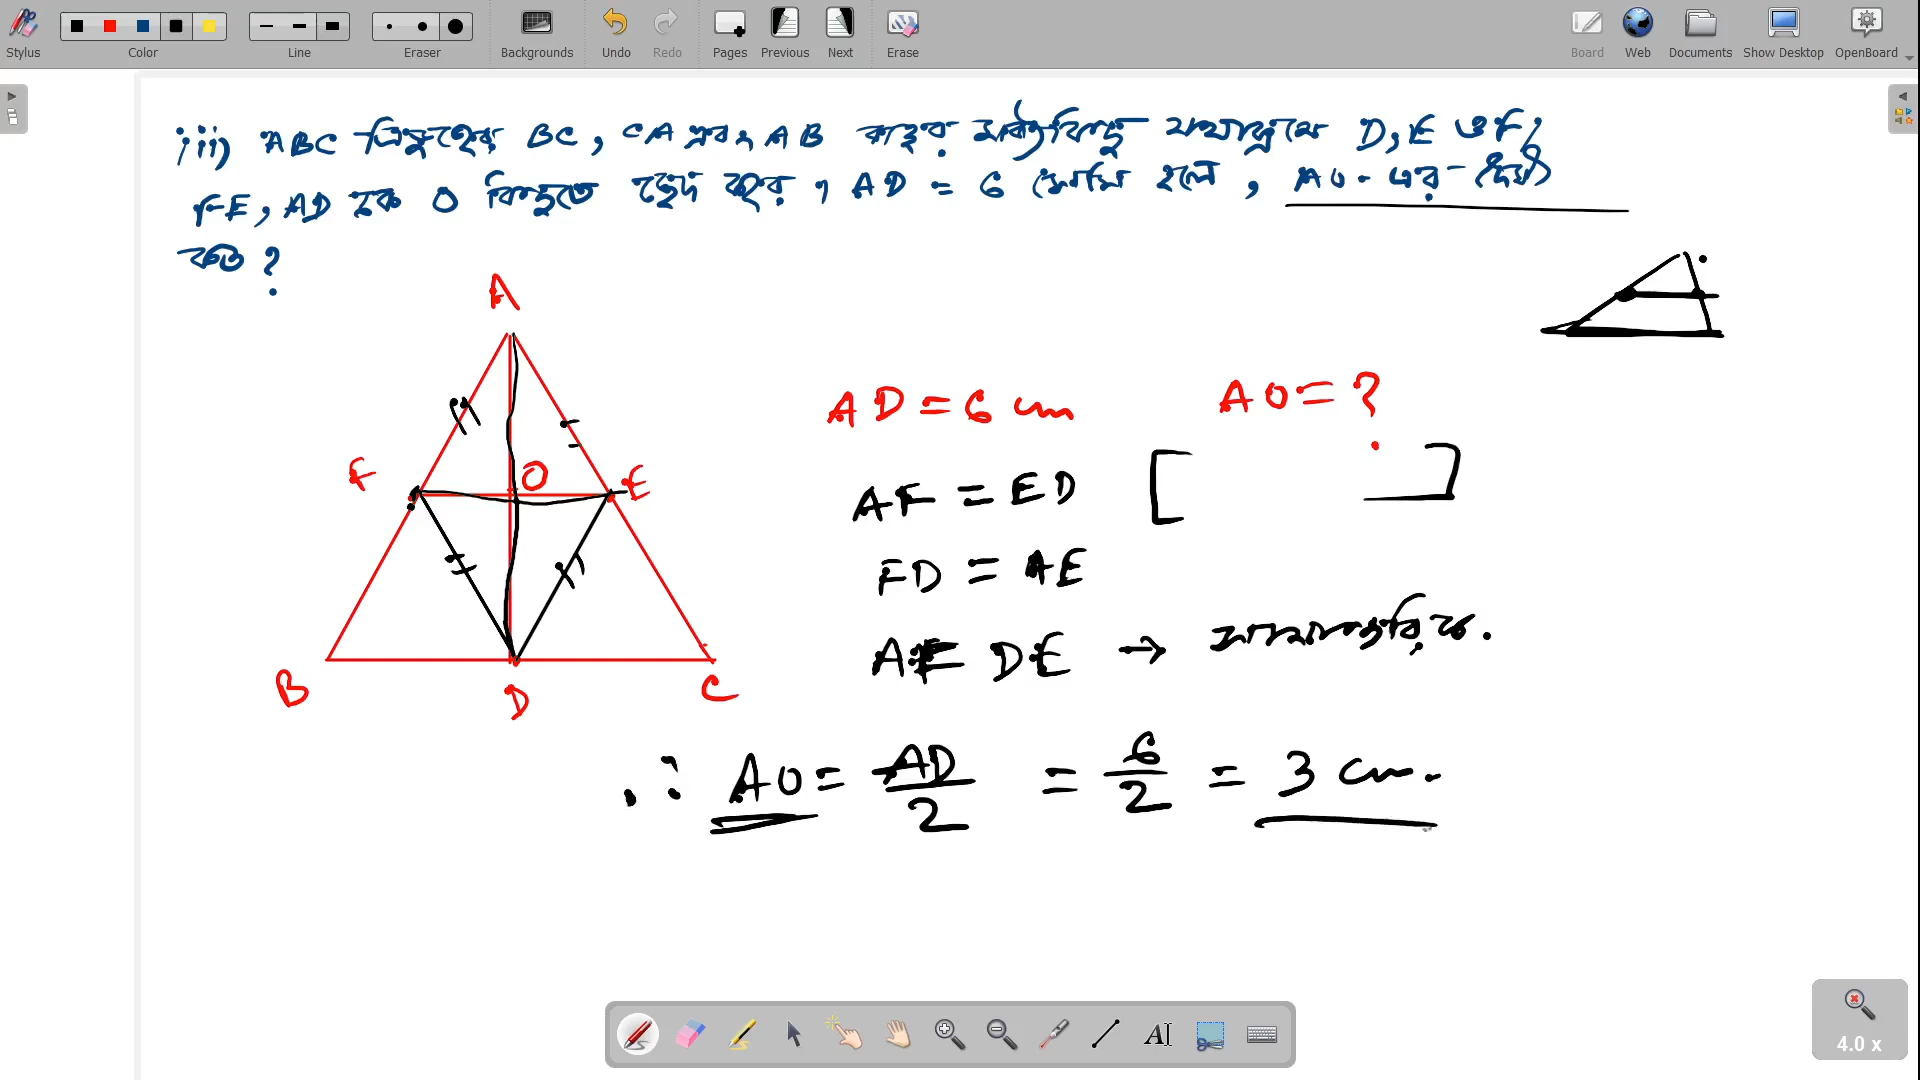 Stylus
Color
Line
Eraser
Backgrounds
Undo
Redo
Pages
Previous
Next
Erase
Board
Web
Documents
Show Desktop
OpenBoard
iii) ABC ত্রিভুজের BC, CA এবং AB বাহুর মধ্যবিন্দু যথাক্রমে D, E ও F;
FE, AD কে O বিন্দুতে ছেদ করে। AD = 6 সেমি হলে, AO-এর দৈর্ঘ্য
কত?
A
F
O
E
B
D
C
AD = 6 cm
AO = ?
AF = ED [ ]
FD = AE
AF DE → সামান্তরিক.
∴ AO = AD/2 = 6/2 = 3 cm.
4.0 x